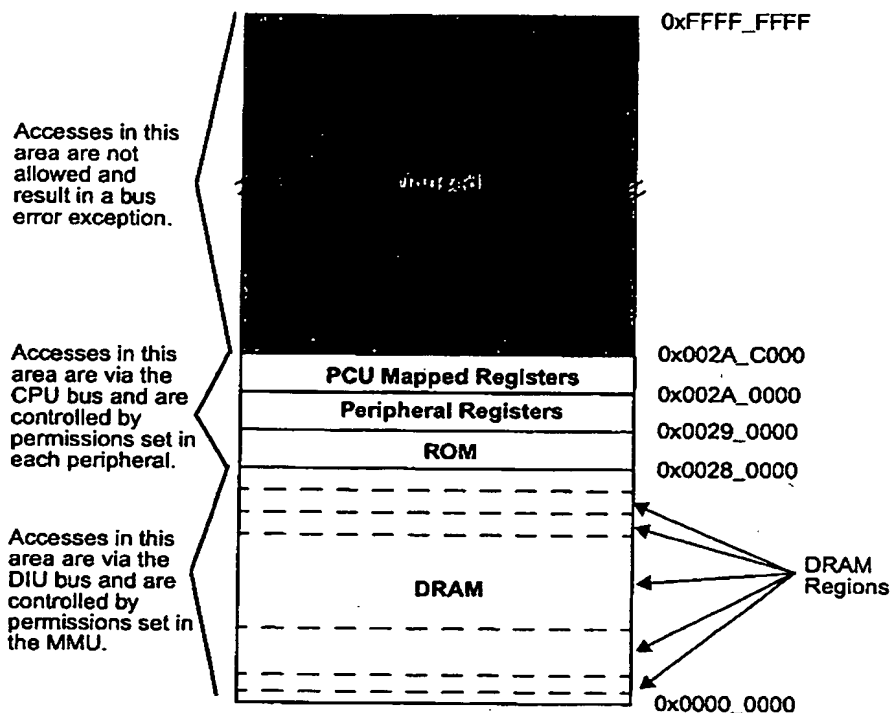 0xFFFF_FFFF
Accesses in this
area are not
allowed and
result in a bus
error exception.
0x002A_C000
PCU Mapped Registers
0x002A_0000
Peripheral Registers
0x0029_0000
ROM
0x0028_0000
Accesses in this
area are via the
CPU bus and are
controlled by
permissions set in
each peripheral.
Accesses in this
area are via the
DIU bus and are
controlled by
permissions set in
the MMU.
DRAM
DRAM
Regions
0x0000_0000